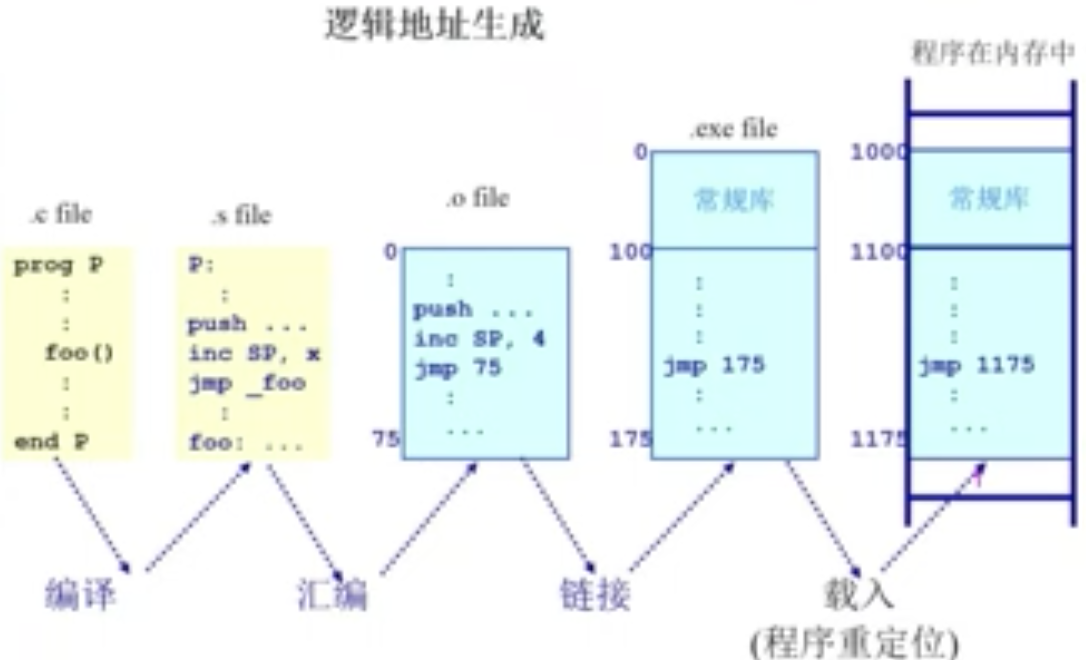 逻辑地址生成
程序在内存中
.c file
prog P
:
:
foo()
:
:
end P
.s file
P:
:
push ...
inc SP, x
jmp _foo
:
foo: ...
.o file
0
:
push ...
inc SP, 4
jmp 75
:
...
75
.exe file
0
常规库
100
:
:
:
jmp 175
:
...
175
1000
常规库
1100
:
:
:
jmp 1175
:
...
1175
编译
汇编
链接
载入
(程序重定位)